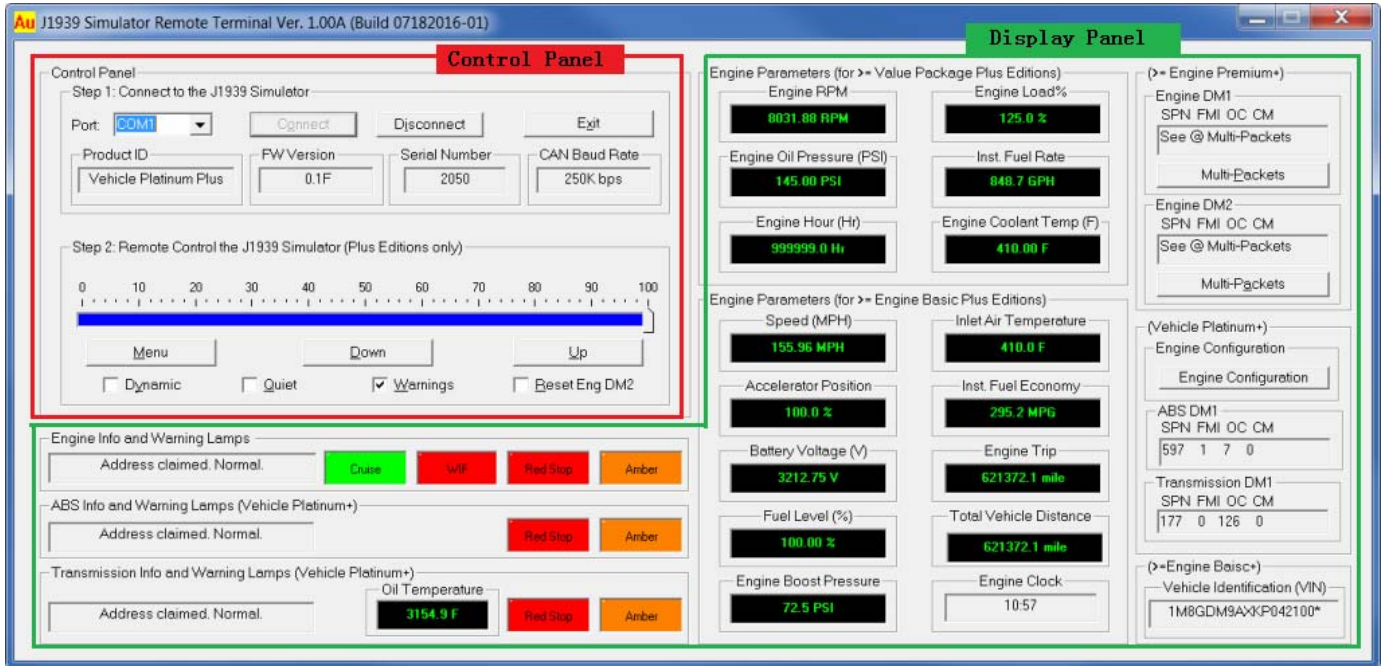 Au J1939 Simulator Remote Terminal Ver. 1.00A (Build 07182016-01)
Control Panel
Display Panel
Control Panel
Step 1: Connect to the J1939 Simulator
Port: COM1 Connect Disconnect Exit
Product ID FW Version Serial Number CAN Baud Rate
Vehicle Platinum Plus 0.1F 2050 250K bps
Step 2: Remote Control the J1939 Simulator (Plus Editions only)
0 10 20 30 40 50 60 70 80 90 100
Menu Down Up
Dynamic Quiet Warnings Reset Eng DM2
Engine Info and Warning Lamps
Address claimed. Normal. Cruise WIF Red Stop Amber
ABS Info and Warning Lamps (Vehicle Platinum+)
Address claimed. Normal. Red Stop Amber
Transmission Info and Warning Lamps (Vehicle Platinum+)
Oil Temperature
Address claimed. Normal. 3154.9 F Red Stop Amber
Engine Parameters (for >= Value Package Plus Editions)
Engine RPM Engine Load%
8031.88 RPM 125.0 %
Engine Oil Pressure (PSI) Inst. Fuel Rate
145.00 PSI 848.7 GPH
Engine Hour (Hr) Engine Coolant Temp (F)
999999.0 Hr 410.00 F
Engine Parameters (for >= Engine Basic Plus Editions)
Speed (MPH) Inlet Air Temperature
155.96 MPH 410.0 F
Accelerator Position Inst. Fuel Economy
100.0 % 295.2 MPG
Battery Voltage (V) Engine Trip
3212.75 V 621372.1 mile
Fuel Level (%) Total Vehicle Distance
100.00 % 621372.1 mile
Engine Boost Pressure Engine Clock
72.5 PSI 10:57
(>= Engine Premium+)
Engine DM1
SPN FMI OC CM
See @ Multi-Packets
Multi-Packets
Engine DM2
SPN FMI OC CM
See @ Multi-Packets
Multi-Packets
(Vehicle Platinum+)
Engine Configuration
Engine Configuration
ABS DM1
SPN FMI OC CM
597 1 7 0
Transmission DM1
SPN FMI OC CM
177 0 126 0
(>=Engine Baisc+)
Vehicle Identification (VIN)
1M8GDM9AXKP042100*